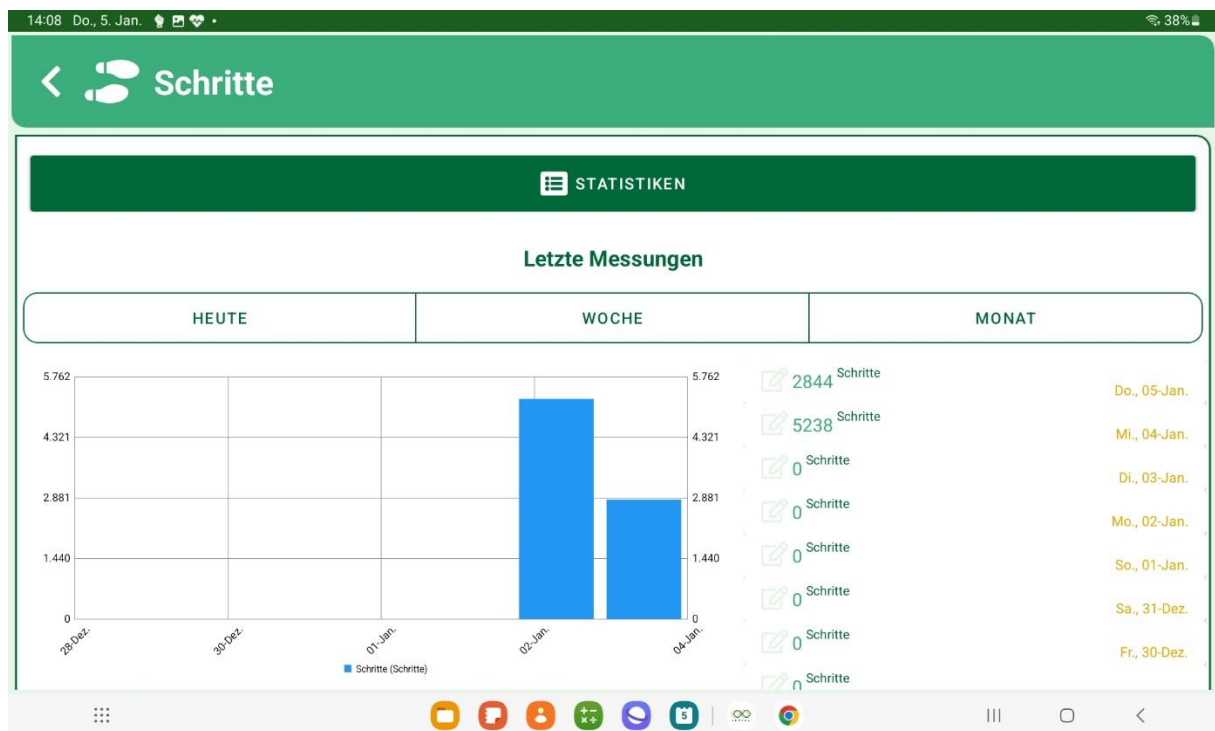 14:08 Do., 5. Jan. 38%
Schritte
STATISTIKEN
Letzte Messungen
HEUTE WOCHE MONAT
5.762 5.762
4.321 4.321
2.881 2.881
1.440 1.440
0 0
28-Dez. 30-Dez. 01-Jan. 02-Jan. 04-Jan.
Schritte (Schritte)
2844 Schritte
Do., 05-Jan.
5238 Schritte
Mi., 04-Jan.
0 Schritte
Di., 03-Jan.
0 Schritte
Mo., 02-Jan.
0 Schritte
So., 01-Jan.
0 Schritte
Sa., 31-Dez.
0 Schritte
Fr., 30-Dez.
0 Schritte
5